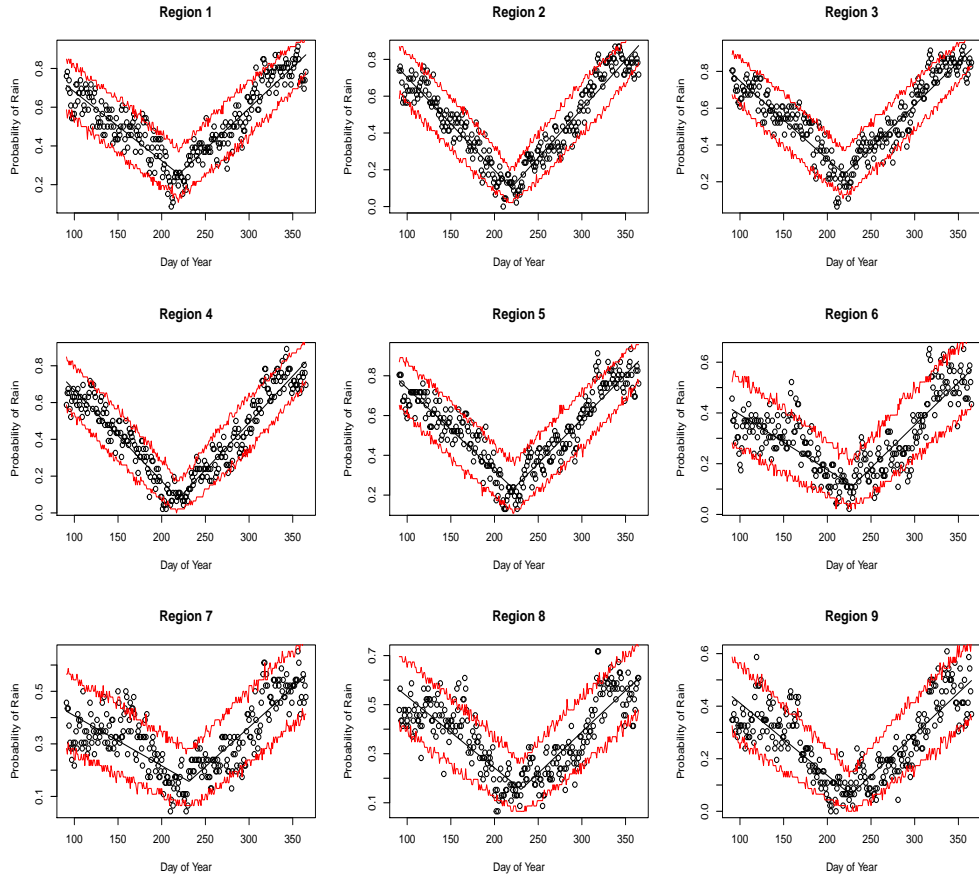 Region 1
Region 2
Region 3
Probability of Rain
0.2 0.4 0.6 0.8
100 150 200 250 300 350
Day of Year
Probability of Rain
0.0 0.2 0.4 0.6 0.8
100 150 200 250 300 350
Day of Year
Probability of Rain
0.2 0.4 0.6 0.8
100 150 200 250 300 350
Day of Year
Region 4
Region 5
Region 6
Probability of Rain
0.0 0.2 0.4 0.6 0.8
100 150 200 250 300 350
Day of Year
Probability of Rain
0.2 0.4 0.6 0.8
100 150 200 250 300 350
Day of Year
Probability of Rain
0.0 0.2 0.4 0.6
100 150 200 250 300 350
Day of Year
Region 7
Region 8
Region 9
Probability of Rain
0.1 0.3 0.5
100 150 200 250 300 350
Day of Year
Probability of Rain
0.1 0.3 0.5 0.7
100 150 200 250 300 350
Day of Year
Probability of Rain
0.0 0.2 0.4 0.6
100 150 200 250 300 350
Day of Year